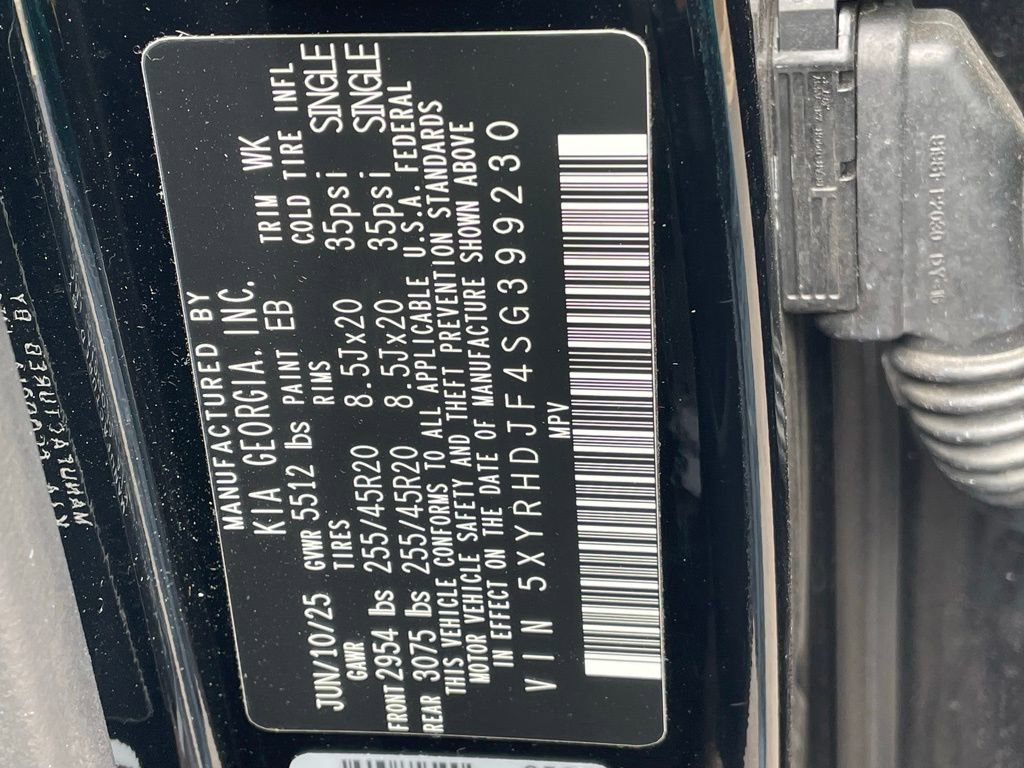 MANUFACTURED BY
KIA GEORGIA. INC.
JUN/10/25 GVWR 5512 lbs PAINT EB TRIM WK
GAWR TIRES RIMS COLD TIRE INFL
FRONT 2954 lbs 255/45R20 8.5Jx20 35psi SINGLE
REAR 3075 lbs 255/45R20 8.5Jx20 35psi SINGLE
THIS VEHICLE CONFORMS TO ALL APPLICABLE U.S.A. FEDERAL
MOTOR VEHICLE SAFETY AND THEFT PREVENTION STANDARDS
IN EFFECT ON THE DATE OF MANUFACTURE SHOWN ABOVE
MPV
VIN 5XYRHDJF4SG399230